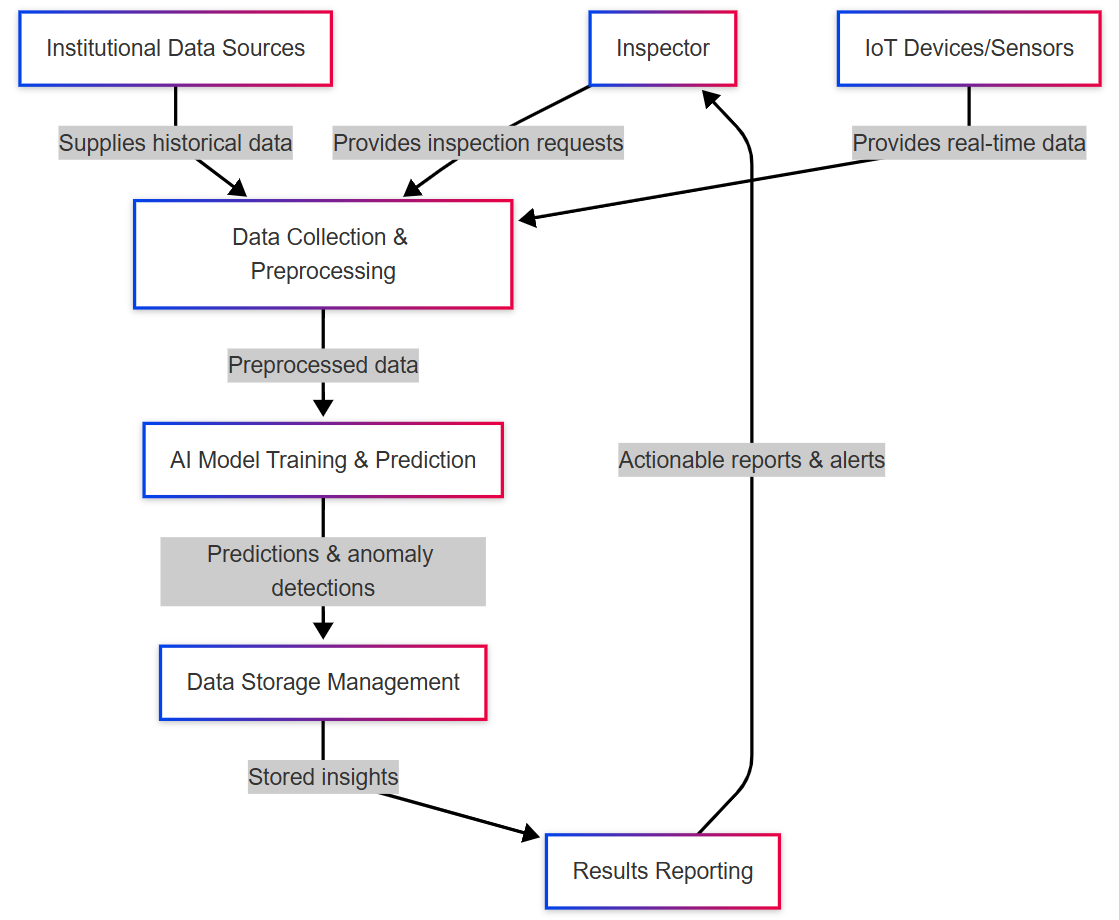 Institutional Data Sources
Inspector
IoT Devices/Sensors
Supplies historical data
Provides inspection requests
Provides real-time data
Data Collection &
Preprocessing
Preprocessed data
AI Model Training & Prediction
Actionable reports & alerts
Predictions & anomaly
detections
Data Storage Management
Stored insights
Results Reporting